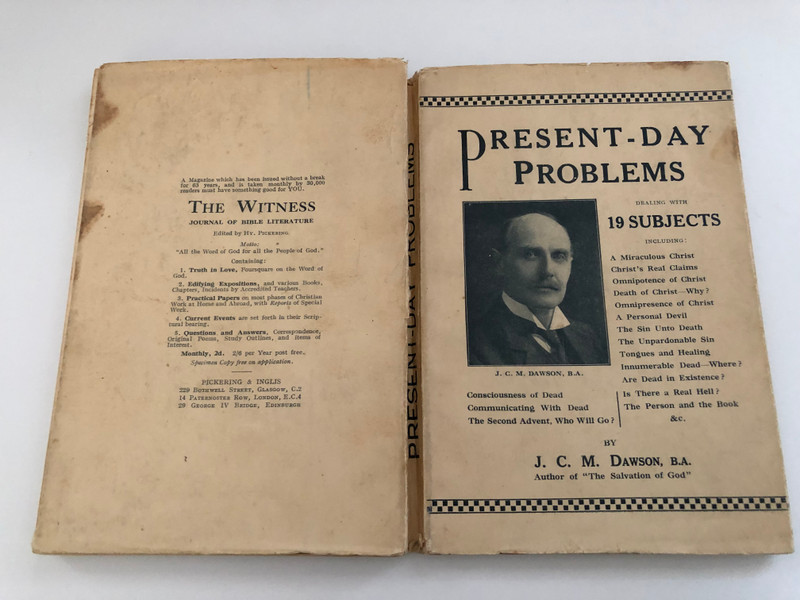 A Magazine which has been issued without a break
for 63 years, and is taken monthly by 30,000
readers must have something good for YOU.
THE WITNESS
JOURNAL OF BIBLE LITERATURE
Edited by HY. PICKERING.
Motto:
"All the Word of God for all the People of God."
Containing:
1. Truth in Love, Foursquare on the Word of
God.
2. Edifying Expositions, and various Books,
Chapters, Incidents by Accredited Teachers.
3. Practical Papers on most phases of Christian
Work at Home and Abroad, with Reports of Special
Work.
4. Current Events are set forth in their Scrip-
tural bearing.
5. Questions and Answers, Correspondence,
Original Poems, Study Outlines, and items of
Interest.
Monthly, 2d. 2/6 per Year post free.
Specimen Copy free on application.
PICKERING & INGLIS
229 BOTHWELL STREET, GLASGOW, C.2
14 PATERNOSTER ROW, LONDON, E.C.4
29 GEORGE IV BRIDGE, EDINBURGH
PRESENT-DAY PROBLEMS
PRESENT-DAY
PROBLEMS
DEALING WITH
19 SUBJECTS
INCLUDING:
A Miraculous Christ
Christ's Real Claims
Omnipotence of Christ
Death of Christ—Why?
Omnipresence of Christ
A Personal Devil
The Sin Unto Death
The Unpardonable Sin
Tongues and Healing
Innumerable Dead—Where?
Are Dead in Existence?
J. C. M. DAWSON, B.A.
Consciousness of Dead
Communicating With Dead
The Second Advent, Who Will Go?
Is There a Real Hell?
The Person and the Book
&c.
BY
J. C. M. DAWSON, B.A.
Author of "The Salvation of God"